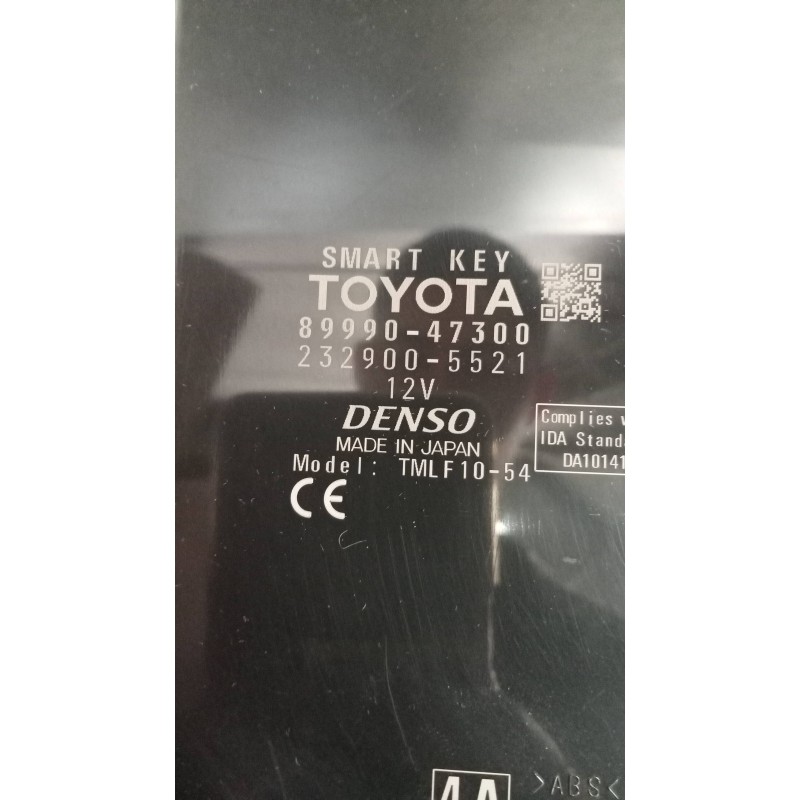 SMART KEY
TOYOTA
89990-47300
232900-5521
12V
DENSO
MADE IN JAPAN
Model: TMLF10-54
CE
Complies
IDA Stand
DA10141
4A
>ABS<